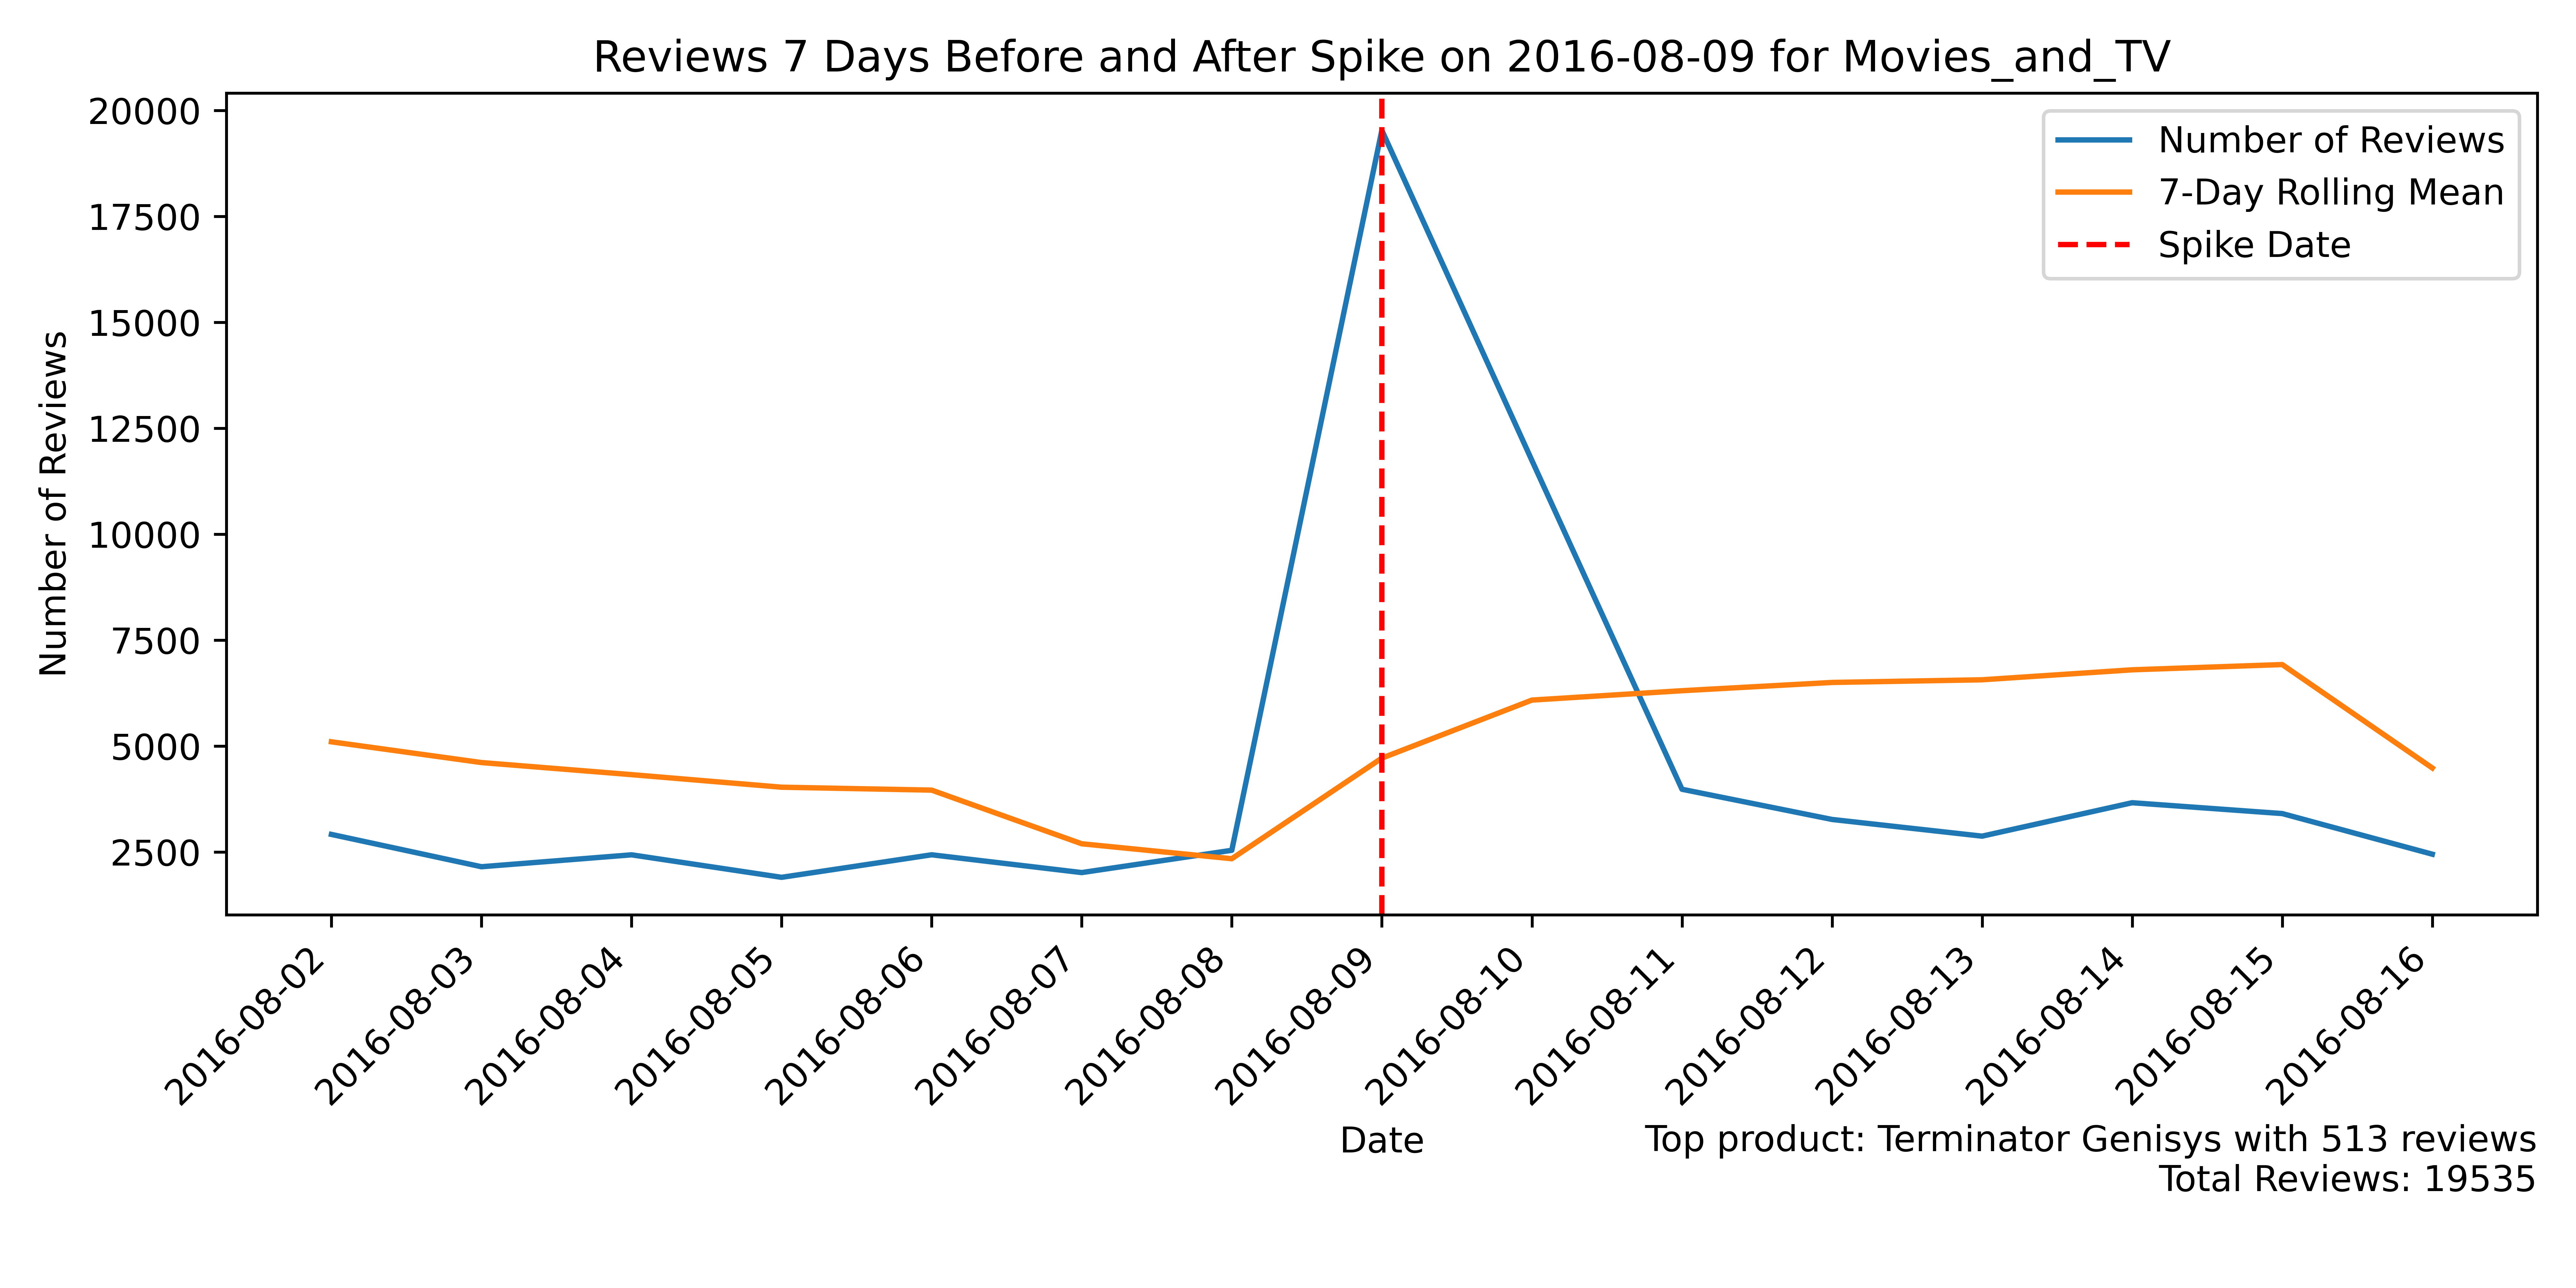 Reviews 7 Days Before and After Spike on 2016-08-09 for Movies_and_TV
20000
17500
15000
12500
10000
7500
5000
2500
Number of Reviews
Number of Reviews
7-Day Rolling Mean
Spike Date
2016-08-02
2016-08-03
2016-08-04
2016-08-05
2016-08-06
2016-08-07
2016-08-08
2016-08-09
2016-08-10
2016-08-11
2016-08-12
2016-08-13
2016-08-14
2016-08-15
2016-08-16
Date
Top product: Terminator Genisys with 513 reviews
Total Reviews: 19535